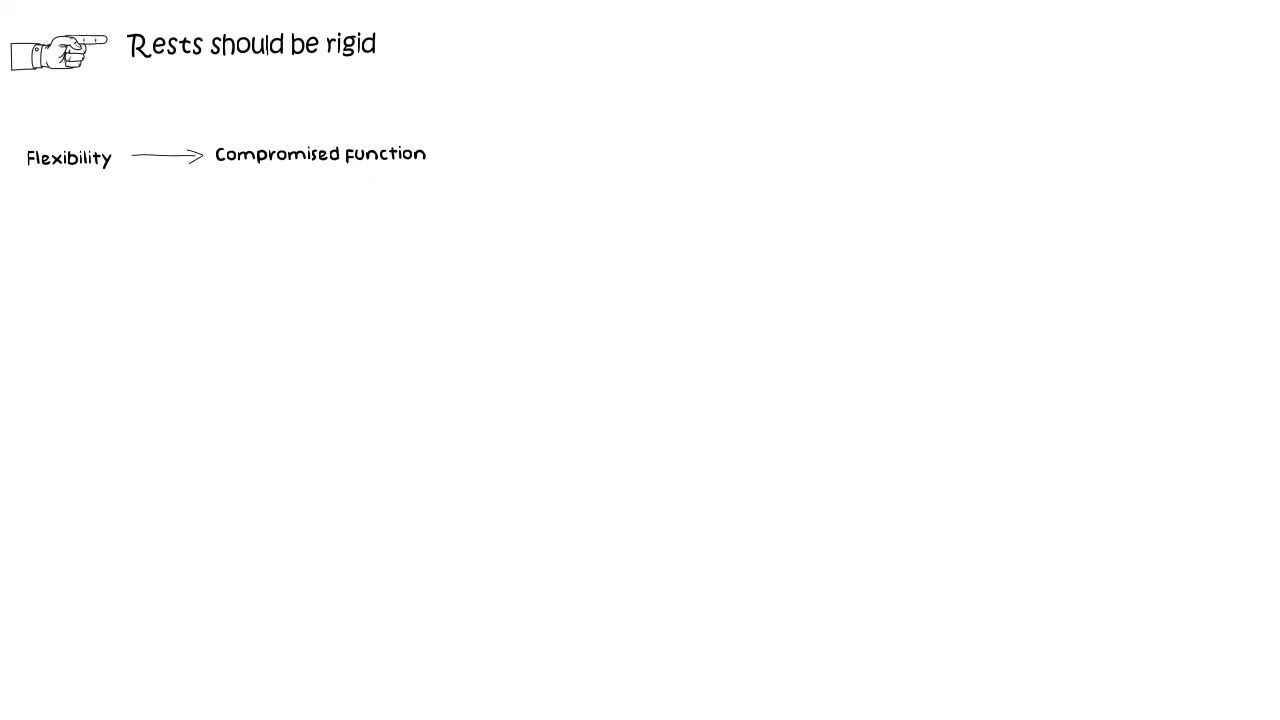 Rests should be rigid
Flexibility → Compromised Function